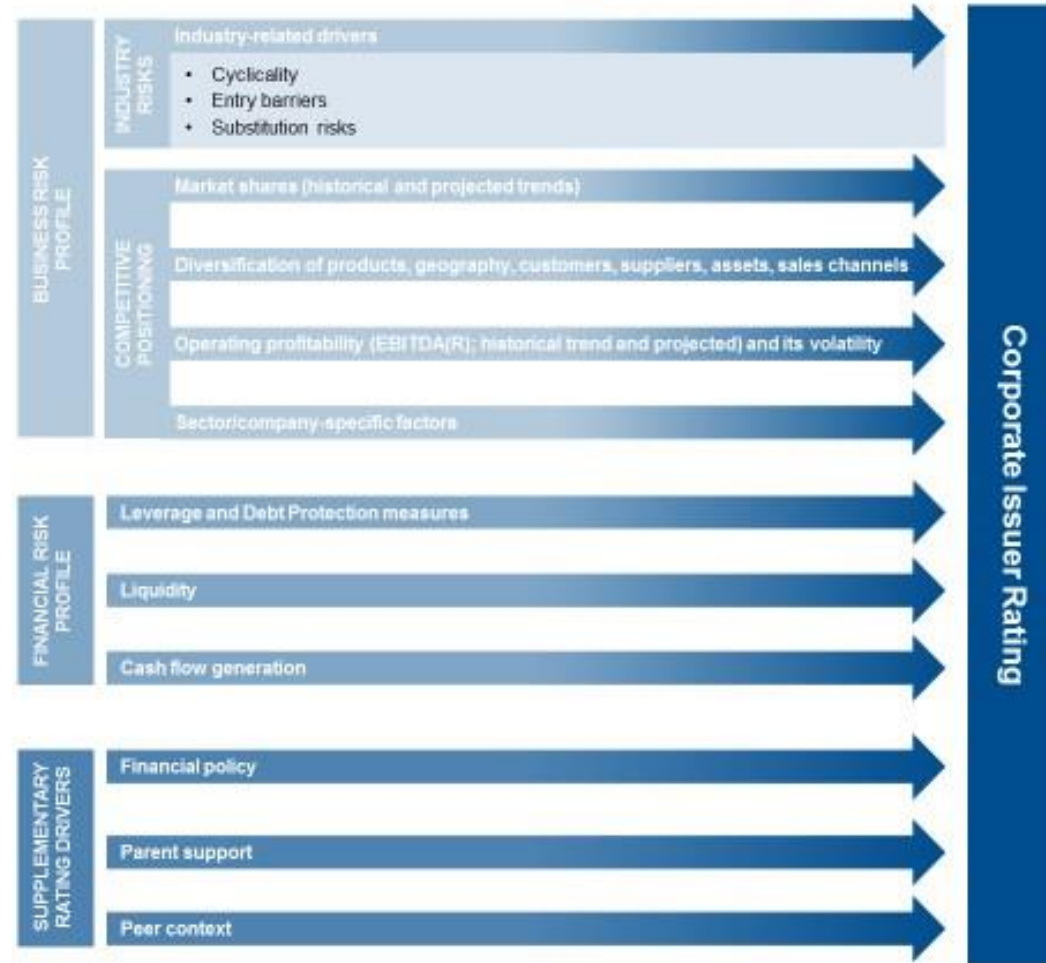 BUSINESS RISK
PROFILE
INDUSTRY
RISKS
Industry-related drivers
• Cyclicality
• Entry barriers
• Substitution risks
COMPETITIVE
POSITIONING
Market shares (historical and projected trends)
Diversification of products, geography, customers, suppliers, assets, sales channels
Operating profitability (EBITDA(R); historical trend and projected) and its volatility
Sector/company-specific factors
FINANCIAL RISK
PROFILE
Leverage and Debt Protection measures
Liquidity
Cash flow generation
SUPPLEMENTARY
RATING DRIVERS
Financial policy
Parent support
Peer context
Corporate Issuer Rating